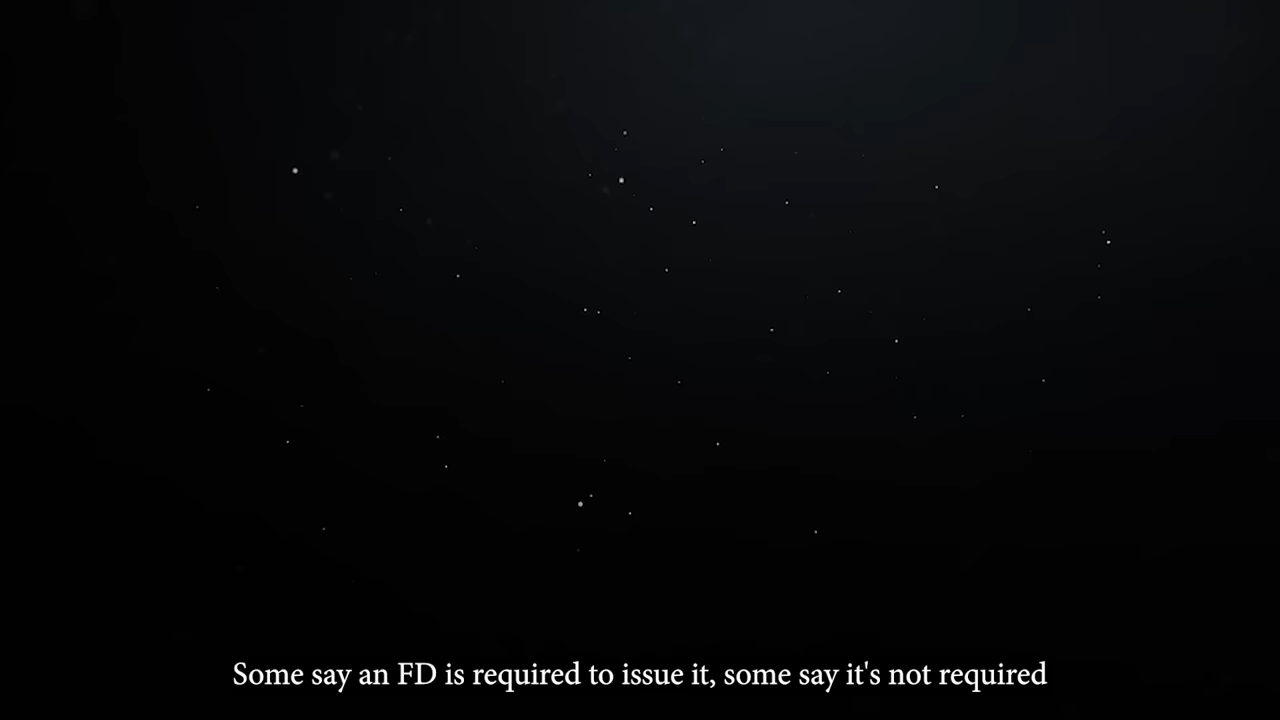 Some say an FD is required to issue it, some say it's not required